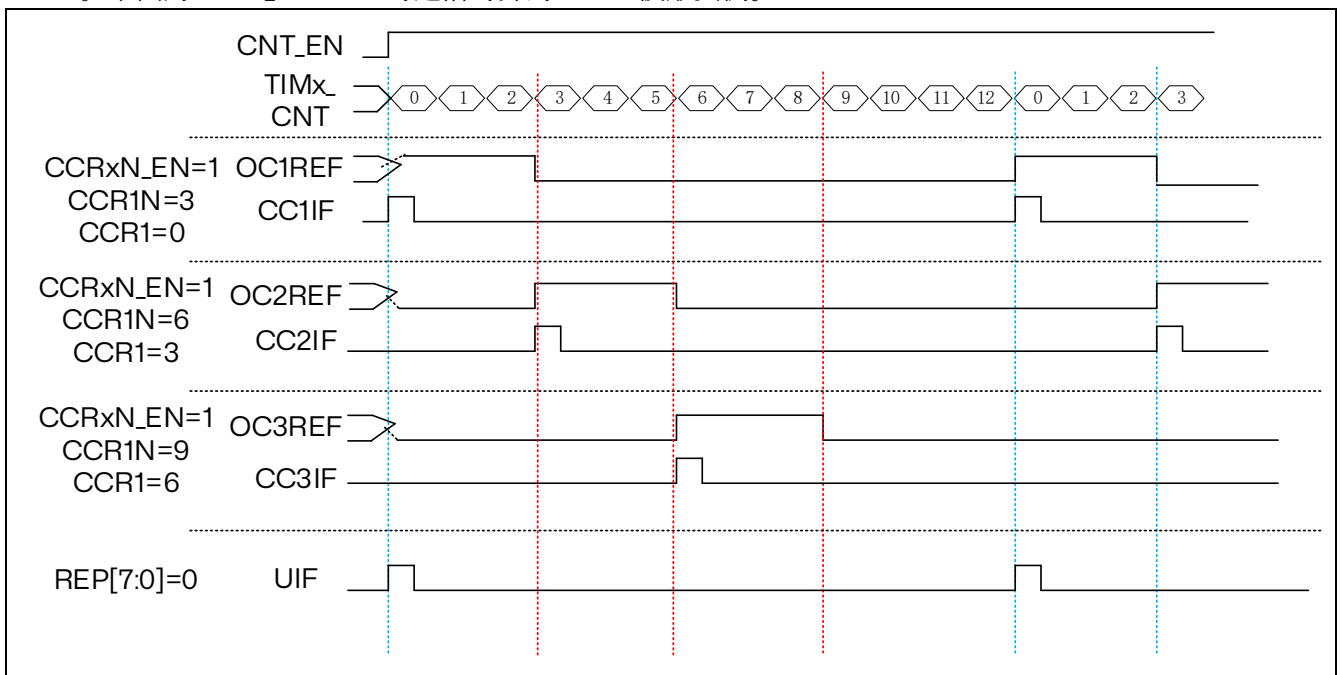 CNT_EN
TIMx_
CNT
0 1 2 3 4 5 6 7 8 9 10 11 12 0 1 2 3
CCRxN_EN=1 OC1REF
CCR1N=3
CC1IF
CCR1=0
CCRxN_EN=1 OC2REF
CCR1N=6
CC2IF
CCR1=3
CCRxN_EN=1 OC3REF
CCR1N=9
CCR1=6 CC3IF
REP[7:0]=0 UIF